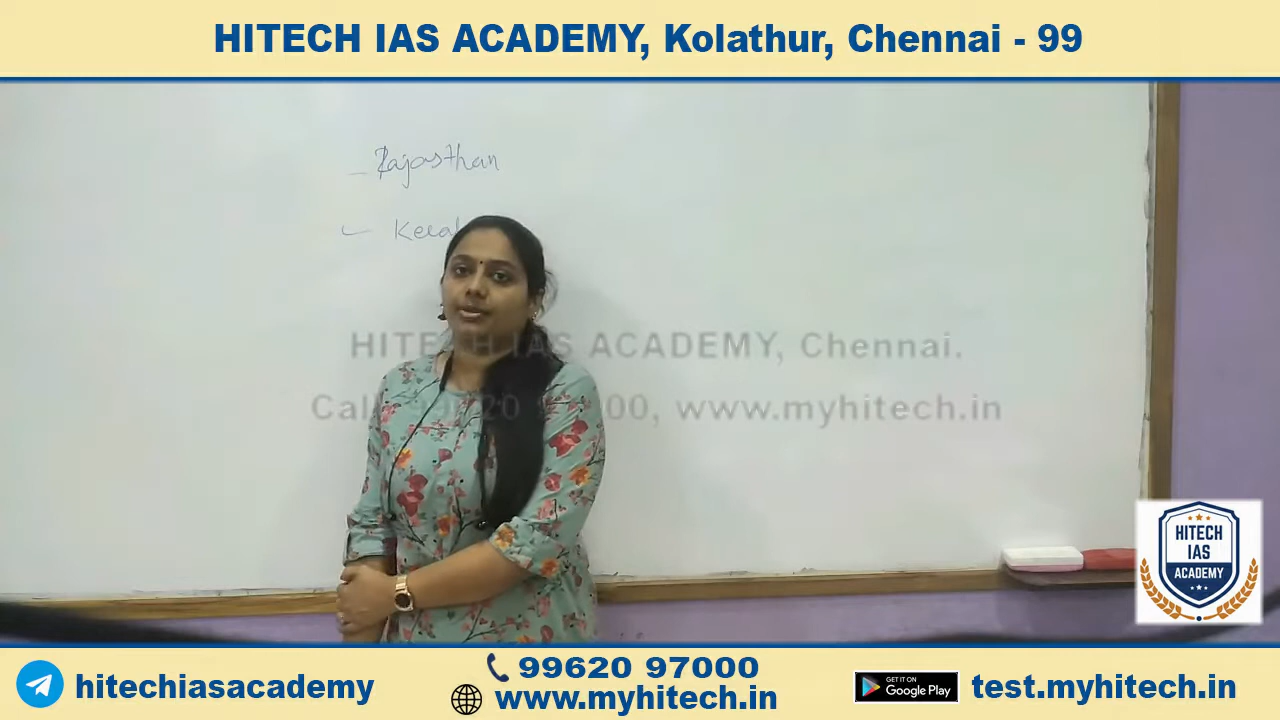 HITECH IAS ACADEMY, Kolathur, Chennai - 99
- Rajasthan
HITECH IAS ACADEMY, Chennai.
www.myhitech.in
HITECH
IAS
ACADEMY
hitechiasacademy
99620 97000
www.myhitech.in
GET IT ON
Google Play
test.myhitech.in